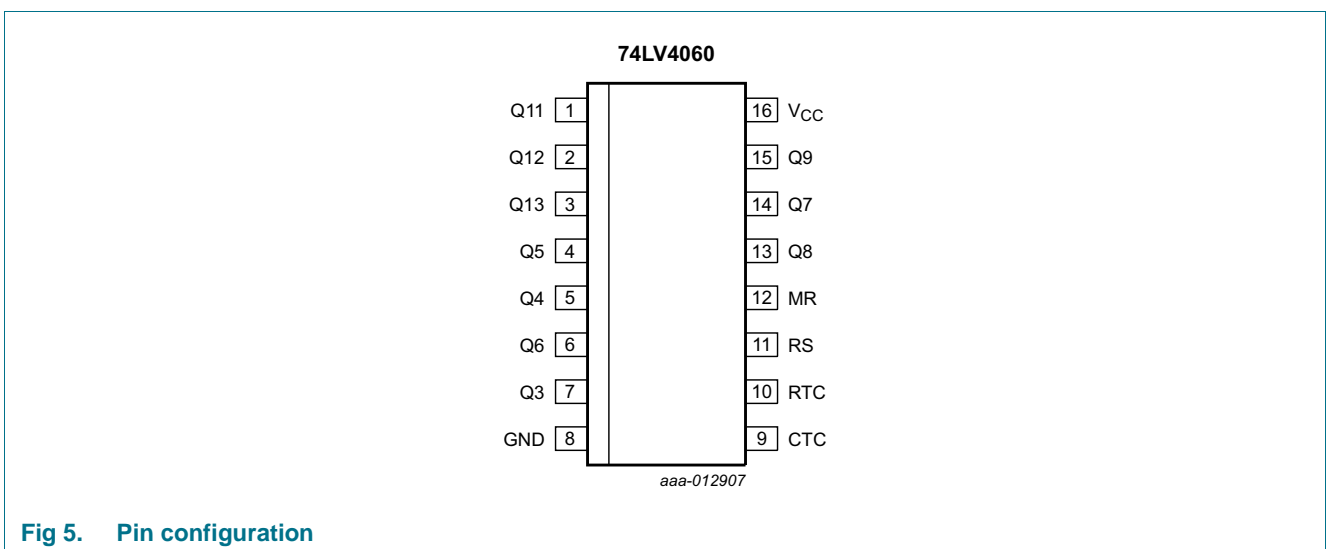 74LV4060
Q11 1 16 VCC
Q12 2 15 Q9
Q13 3 14 Q7
Q5 4 13 Q8
Q4 5 12 MR
Q6 6 11 RS
Q3 7 10 RTC
GND 8 9 CTC
aaa-012907
Fig 5. Pin configuration